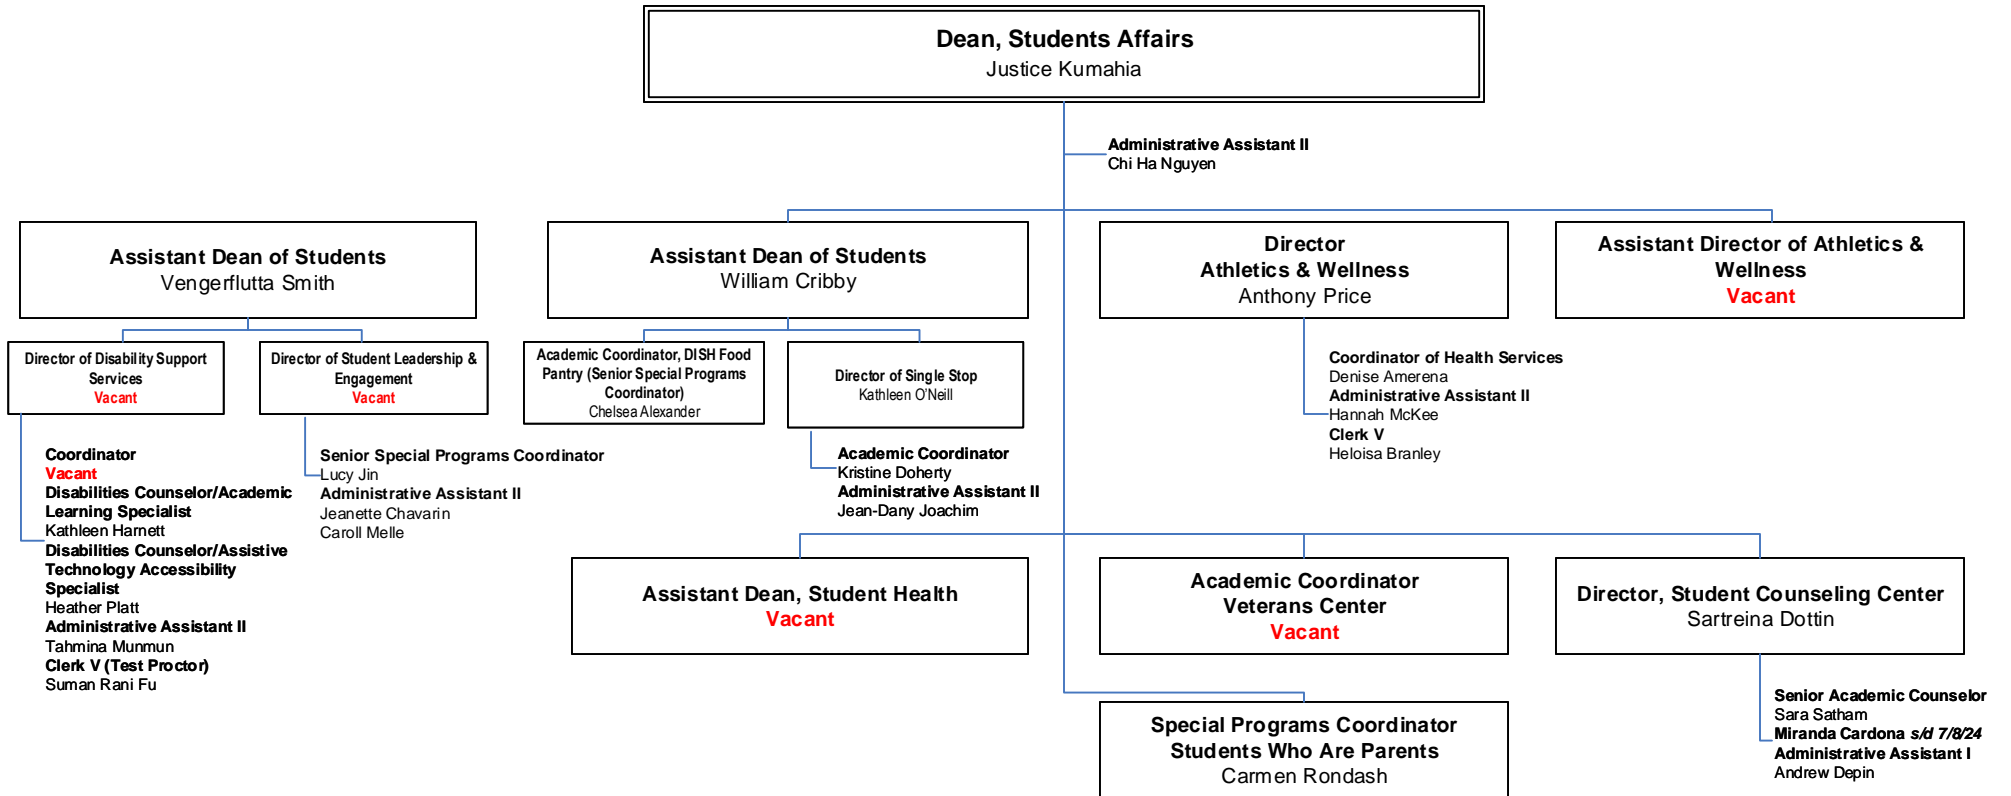 Dean, Students Affairs
Justice Kumahia
Administrative Assistant II
Chi Ha Nguyen
Assistant Dean of Students
Vengerflutta Smith
Assistant Dean of Students
William Cribby
Director
Athletics & Wellness
Anthony Price
Assistant Director of Athletics &
Wellness
Vacant
Director of Disability Support
Services
Vacant
Director of Student Leadership &
Engagement
Vacant
Academic Coordinator, DISH Food
Pantry (Senior Special Programs
Coordinator)
Chelsea Alexander
Director of Single Stop
Kathleen O'Neill
Coordinator of Health Services
Denise Amerena
Administrative Assistant II
Hannah McKee
Clerk V
Heloisa Branley
Coordinator
Vacant
Disabilities Counselor/Academic
Learning Specialist
Kathleen Harnett
Disabilities Counselor/Assistive
Technology Accessibility
Specialist
Heather Platt
Administrative Assistant II
Tahmina Munmun
Clerk V (Test Proctor)
Suman Rani Fu
Senior Special Programs Coordinator
Lucy Jin
Administrative Assistant II
Jeanette Chavarin
Caroll Melle
Academic Coordinator
Kristine Doherty
Administrative Assistant II
Jean-Dany Joachim
Assistant Dean, Student Health
Vacant
Academic Coordinator
Veterans Center
Vacant
Director, Student Counseling Center
Sartreina Dottin
Special Programs Coordinator
Students Who Are Parents
Carmen Rondash
Senior Academic Counselor
Sara Satham
Miranda Cardona s/d 7/8/24
Administrative Assistant I
Andrew Depin